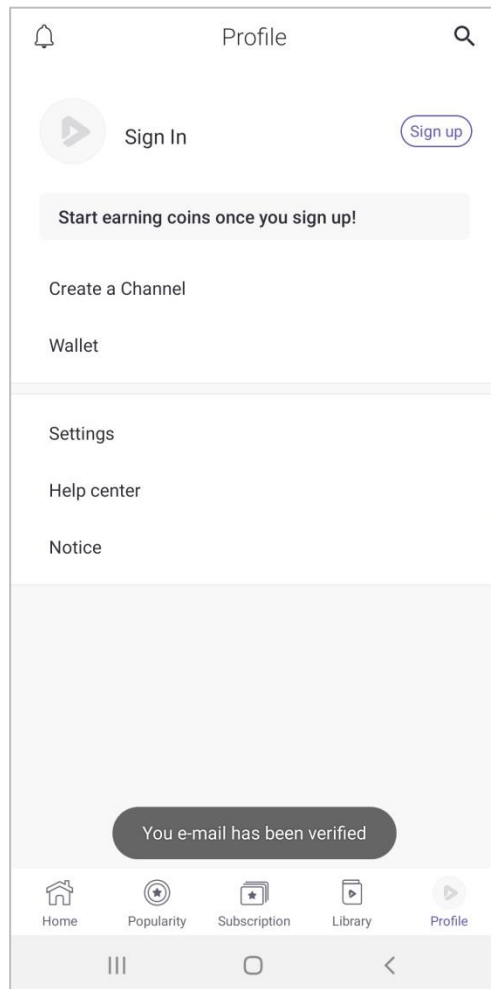 Profile
Sign In
Sign up
Start earning coins once you sign up!
Create a Channel
Wallet
Settings
Help center
Notice
You e-mail has been verified
Home Popularity Subscription Library Profile